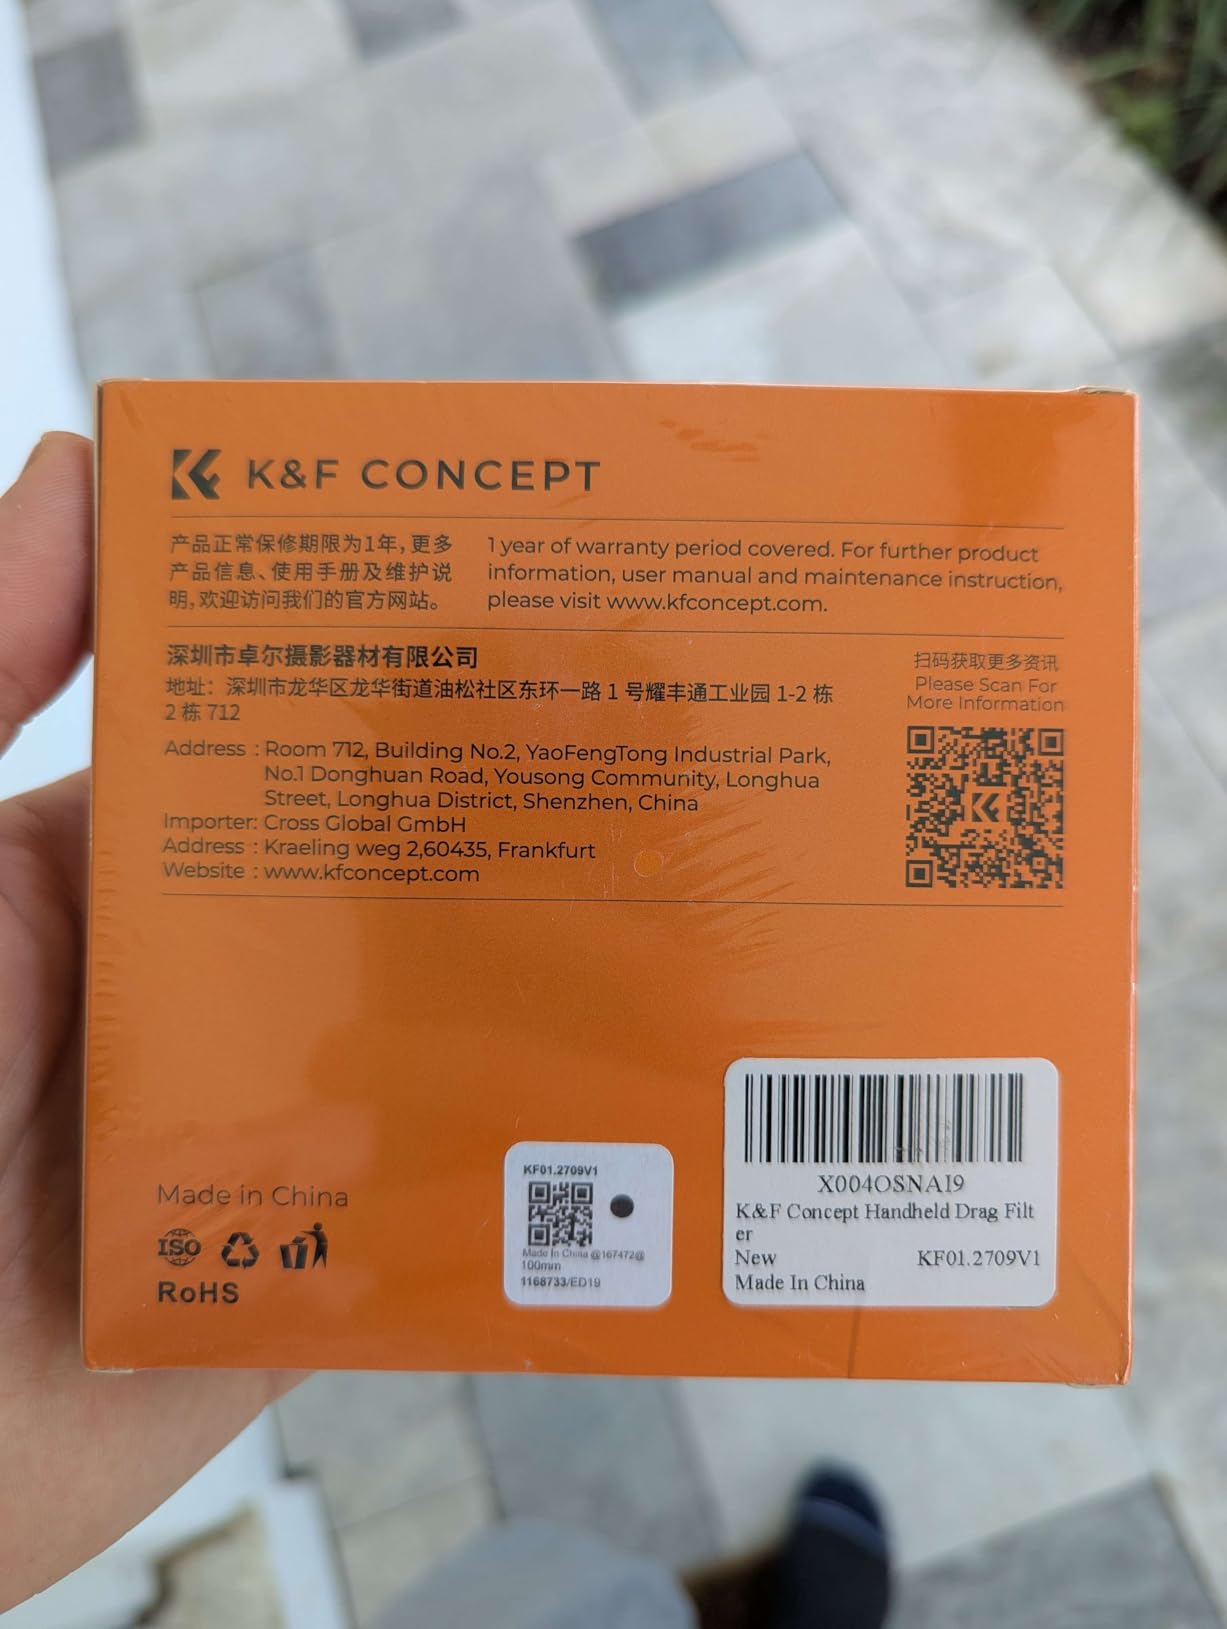 K&F CONCEPT
产品正常保修期限为1年，更多
产品信息、使用手册及维护说
明，欢迎访问我们的官方网站。
1 year of warranty period covered. For further product
information, user manual and maintenance instruction,
please visit www.kfconcept.com.
深圳市卓尔摄影器材有限公司
地址：深圳市龙华区龙华街道油松社区东环一路 1 号耀丰通工业园 1-2 栋
2 栋 712
Address : Room 712, Building No.2, YaoFengTong Industrial Park,
No.1 Donghuan Road, Yousong Community, Longhua
Street, Longhua District, Shenzhen, China
Importer: Cross Global GmbH
Address : Kraeling weg 2,60435, Frankfurt
Website : www.kfconcept.com
扫码获取更多资讯
Please Scan For
More Information
Made in China
ISO
RoHS
KF01.2709V1
Made In China @167472@
100mm
1168733/ED19
X004OSNAI9
K&F Concept Handheld Drag Filt
er
New KF01.2709V1
Made In China